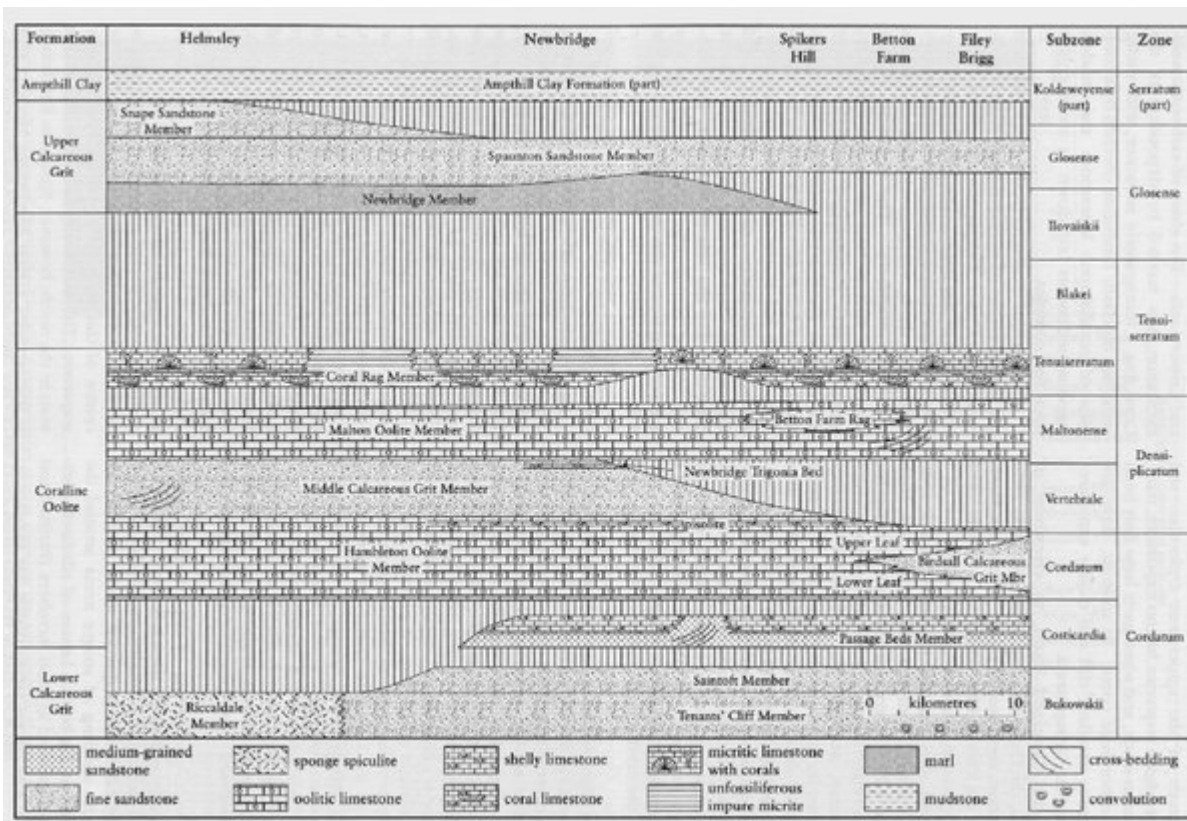 Formation Helmsley Newbridge Spikers Betton Filey Subzone Zone
Hill Farm Brigg
Ampthill Clay
Ampthill Clay Formation (part)
Koldeweyense
(part)
Serratum
(part)
Snape Sandstone
Member
Upper
Calcareous
Grit
Spaunton Sandstone Member
Glosense
Newbridge Member
Glosense
Ilovaiskii
Blakei
Tenui-
serratum
Tenuiserratum
Coral Rag Member
Malton Oolite Member
Betton Farm Rag
Maltonense
Densi-
plicatum
Newbridge Trigonia Bed
Middle Calcareous Grit Member
Coralline
Oolite
Vertebrale
pisolite
Upper Leaf
Hambleton Oolite
Member
Birdsall Calcareous
Grit Mbr
Lower Leaf
Cordatum
Passage Beds Member
Costicardia
Cordatum
Lower
Calcareous
Grit
Saintoft Member
Riccaldale
Member
Tenants' Cliff Member
0 kilometres 10
Bukowskii
medium-grained
sandstone
sponge spiculite
shelly limestone
micritic limestone
with corals
marl
cross-bedding
fine sandstone
oolitic limestone
coral limestone
unfossiliferous
impure micrite
mudstone
convolution